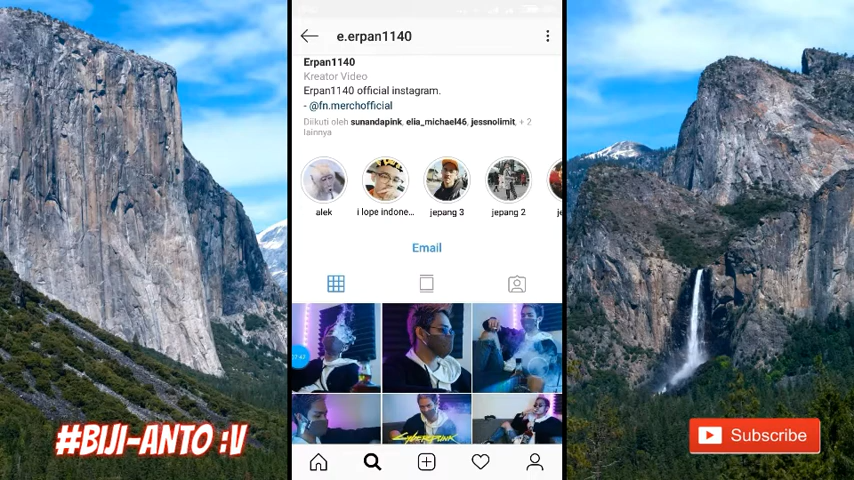 e.erpan1140
Erpan1140
Kreator Video
Erpan1140 official instagram.
- @fn.merchofficial
Diikuti oleh sunandapink, elia_michael46, jessnolimit, + 2
lainnya
alek
i lope indone...
jepang 3
jepang 2
Email
CYBERPUNK
#BIJI-ANTO :V
Subscribe